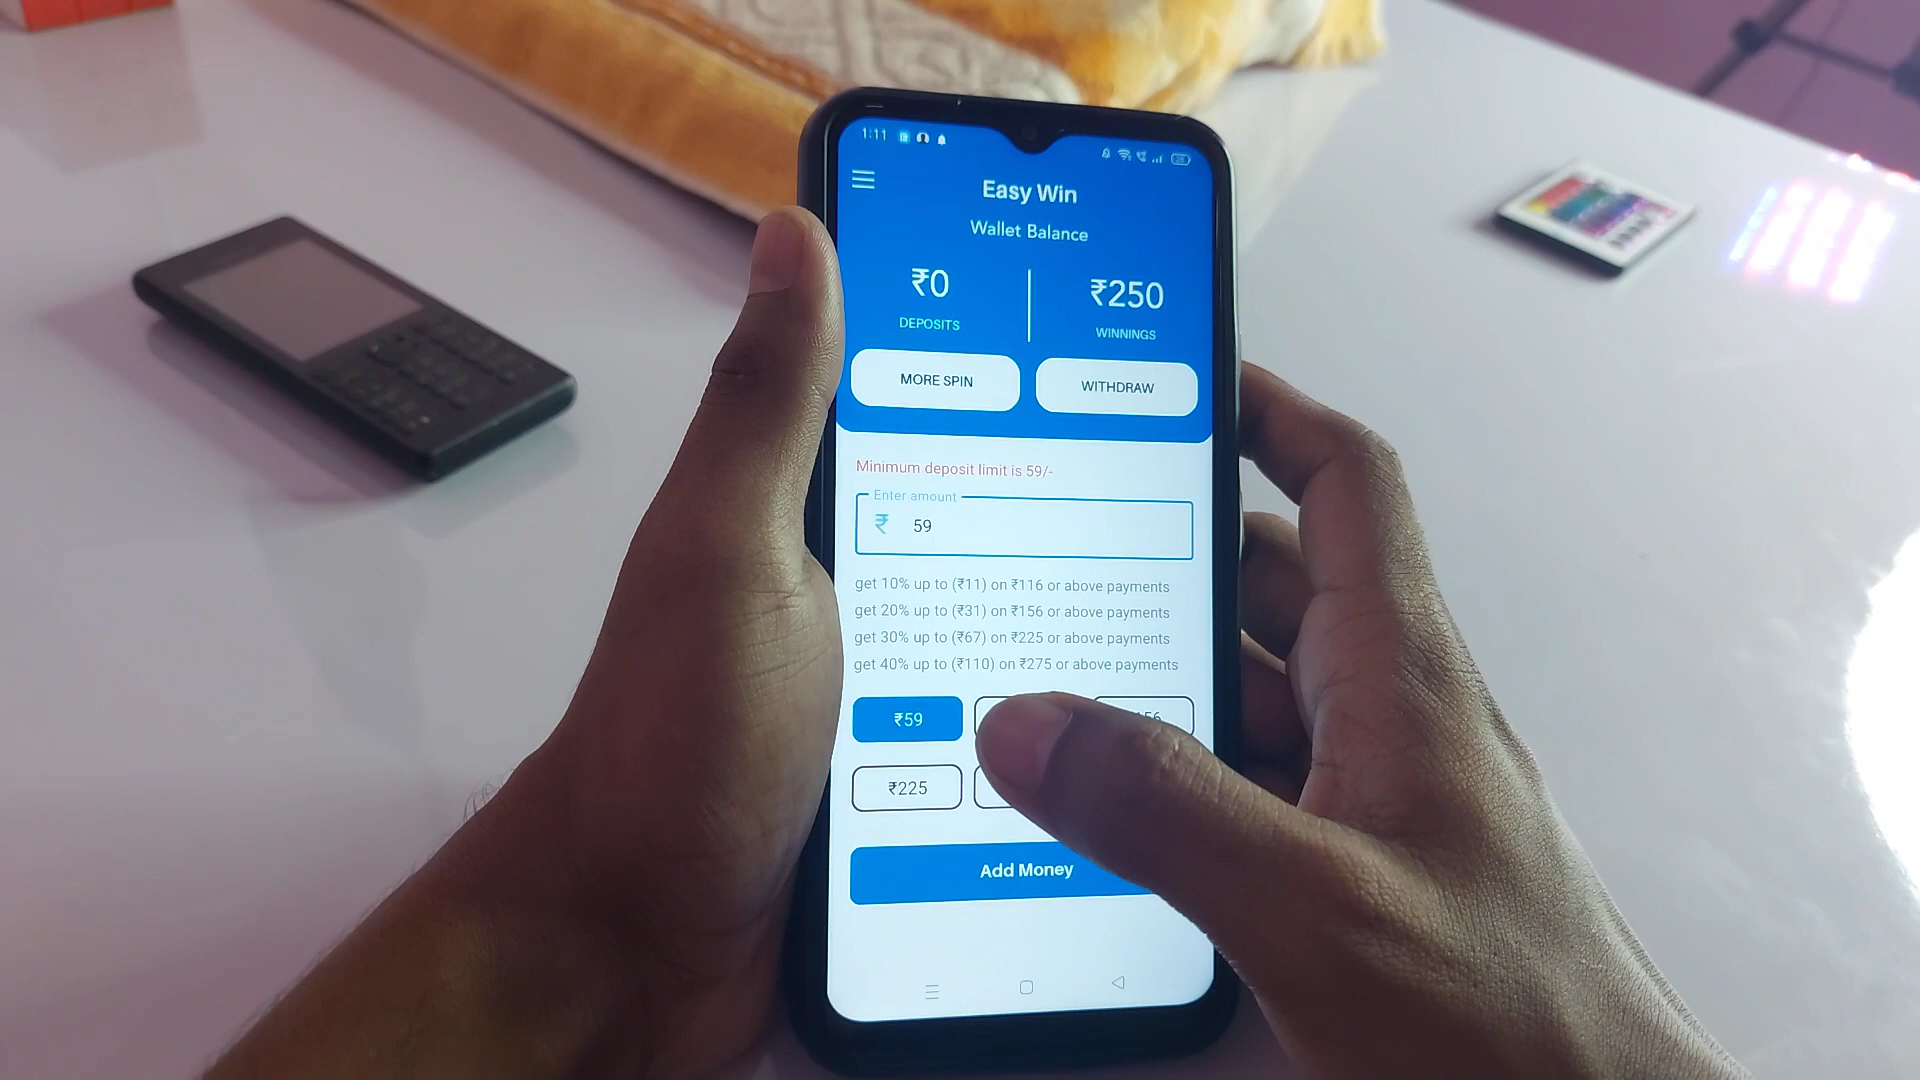 1:11
Easy Win
Wallet Balance
₹0
DEPOSITS
₹250
WINNINGS
MORE SPIN
WITHDRAW
Minimum deposit limit is 59/-
Enter amount
₹ 59
get 10% up to (₹11) on ₹116 or above payments
get 20% up to (₹31) on ₹156 or above payments
get 30% up to (₹67) on ₹225 or above payments
get 40% up to (₹110) on ₹275 or above payments
₹59
₹225
Add Money